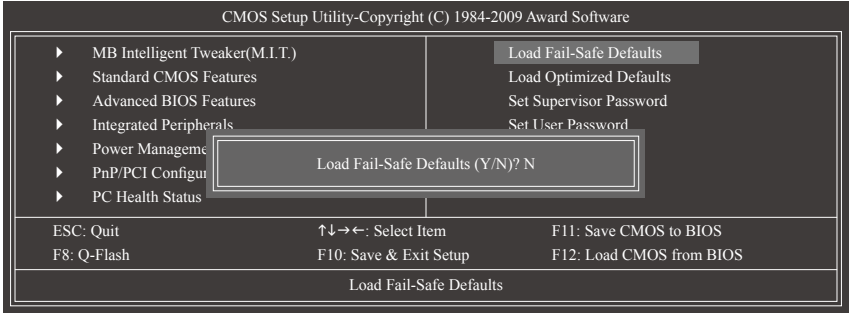 CMOS Setup Utility-Copyright (C) 1984-2009 Award Software
MB Intelligent Tweaker(M.I.T.)
Standard CMOS Features
Advanced BIOS Features
Integrated Peripherals
Power Manageme
PnP/PCI Configur
PC Health Status
Load Fail-Safe Defaults
Load Optimized Defaults
Set Supervisor Password
Set User Password
Load Fail-Safe Defaults (Y/N)? N
ESC: Quit ↑↓→←: Select Item F11: Save CMOS to BIOS
F8: Q-Flash F10: Save & Exit Setup F12: Load CMOS from BIOS
Load Fail-Safe Defaults